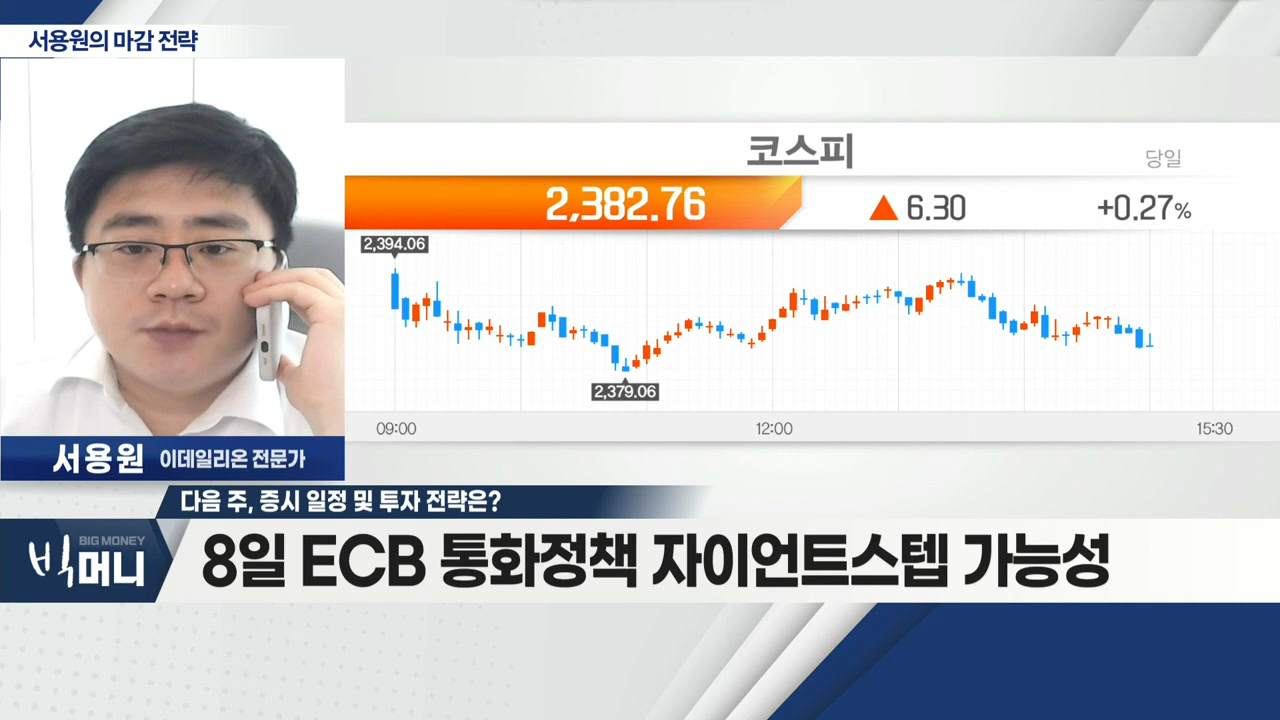 서용원의 마감 전략
코스피
당일
2,382.76 ▲ 6.30 +0.27%
2,394.06
2,379.06
09:00 12:00 15:30
서용원 이데일리온 전문가
다음 주, 증시 일정 및 투자 전략은?
BIG MONEY
빅머니
8일 ECB 통화정책 자이언트스텝 가능성